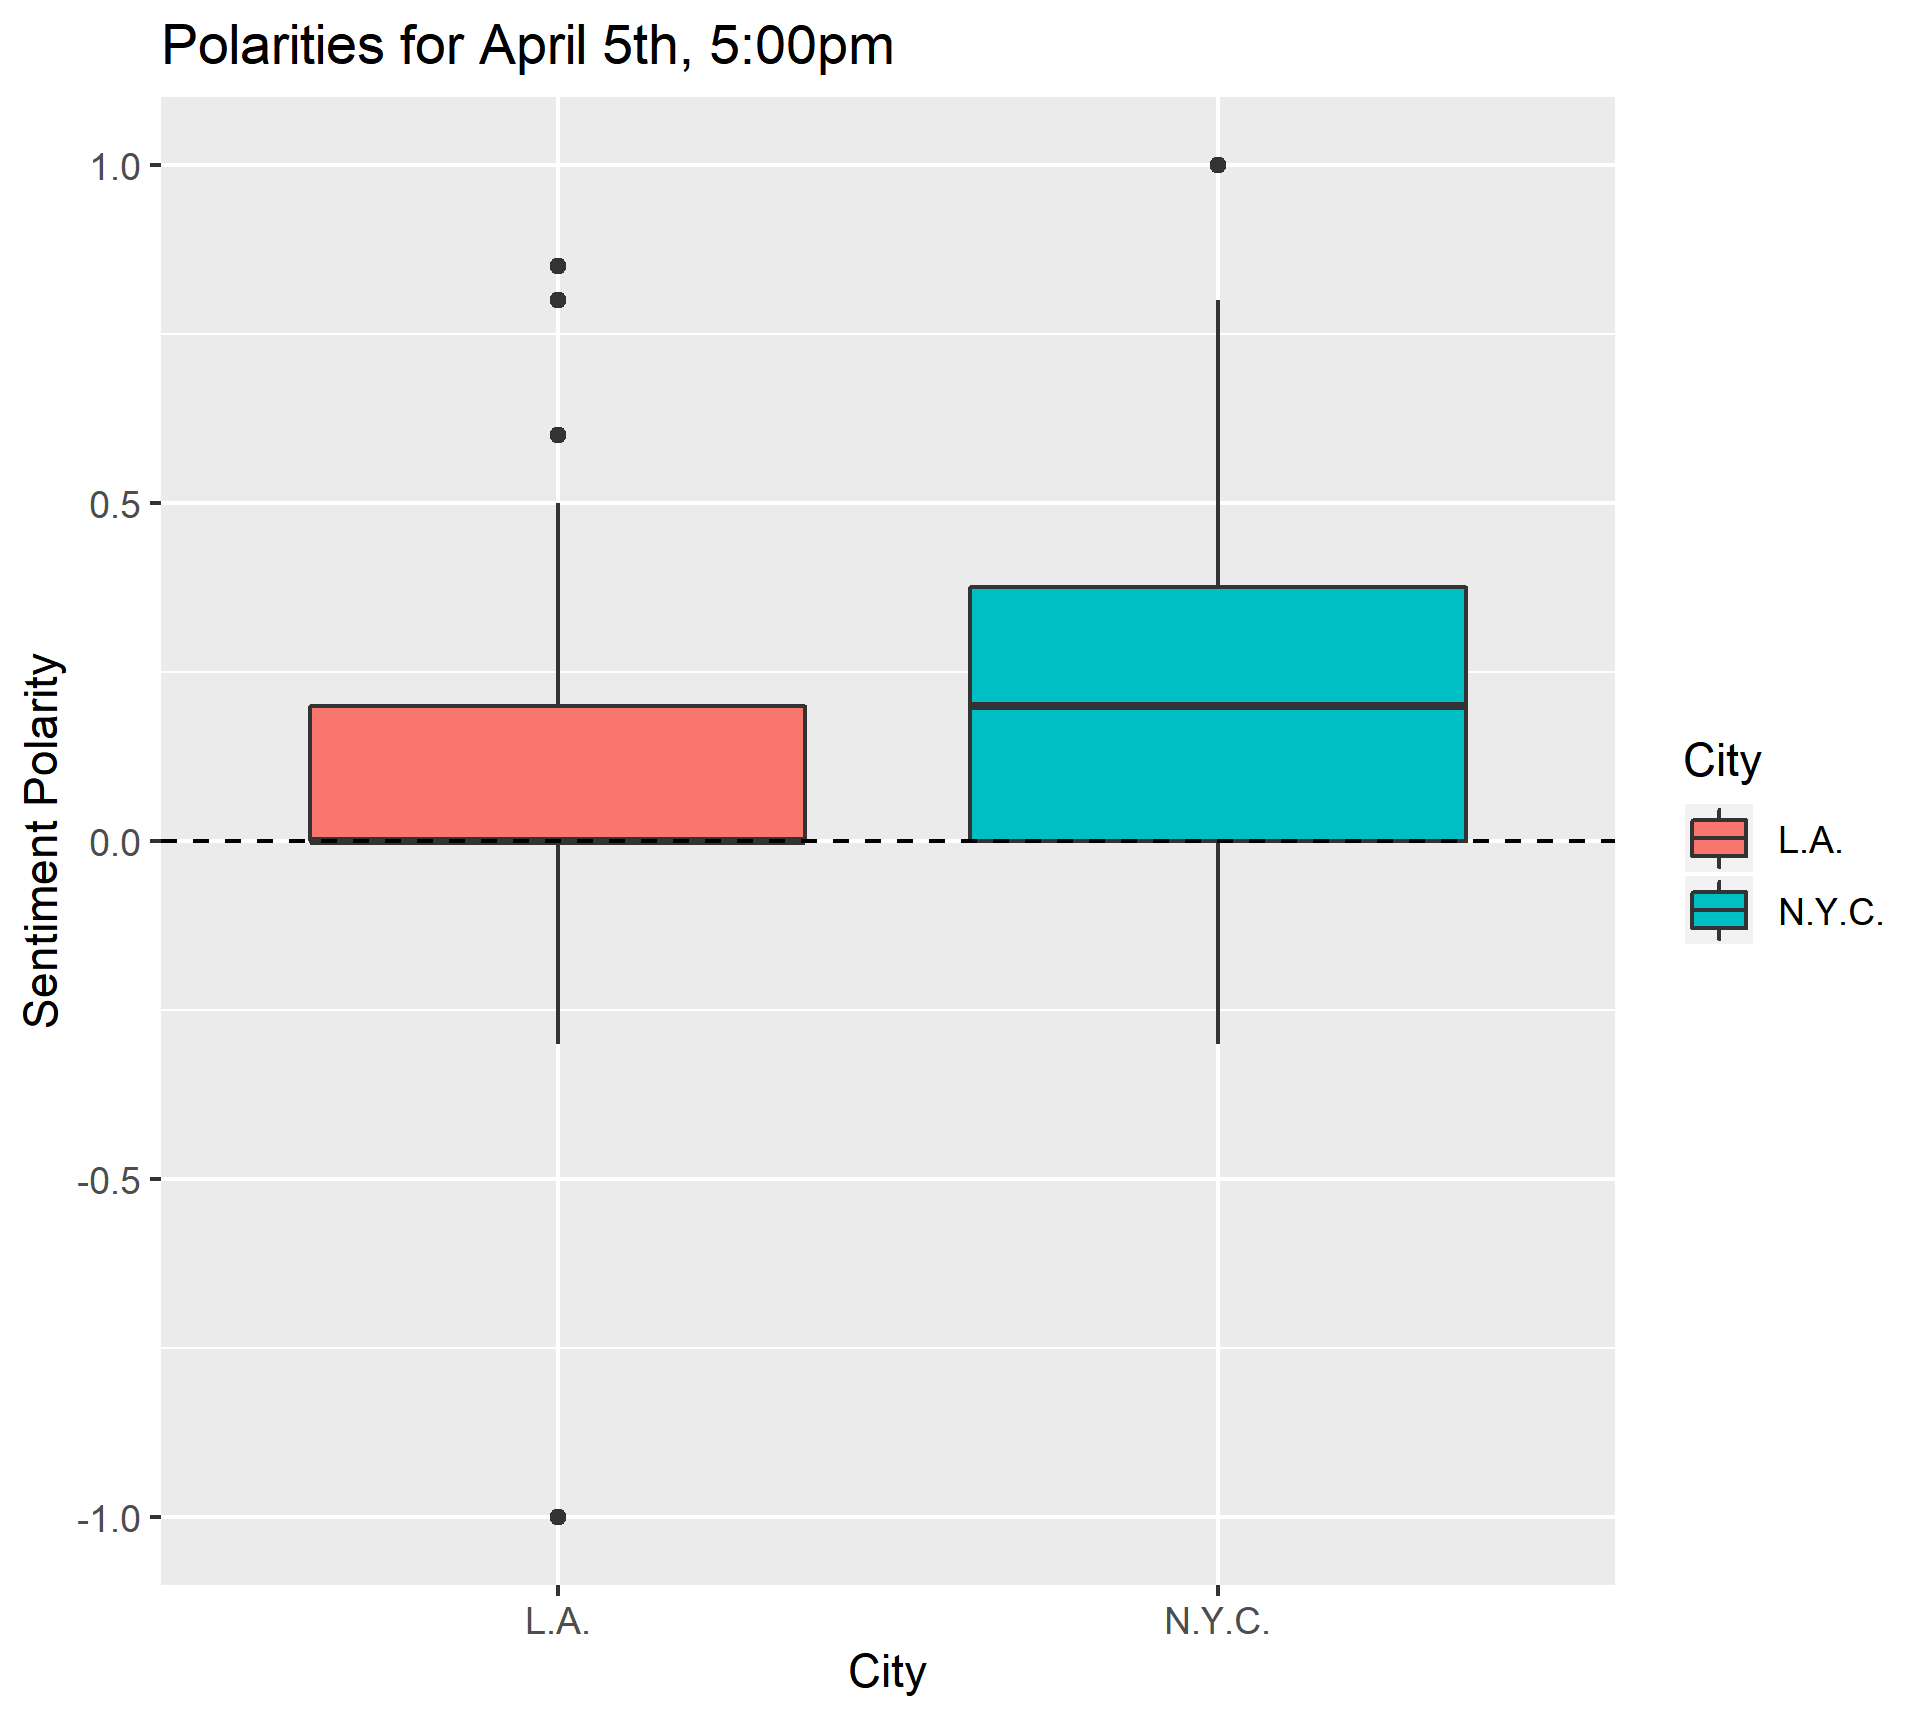 Polarities for April 5th, 5:00pm
Sentiment Polarity
1.0
0.5
0.0
-0.5
-1.0
L.A.
N.Y.C.
City
City
L.A.
N.Y.C.